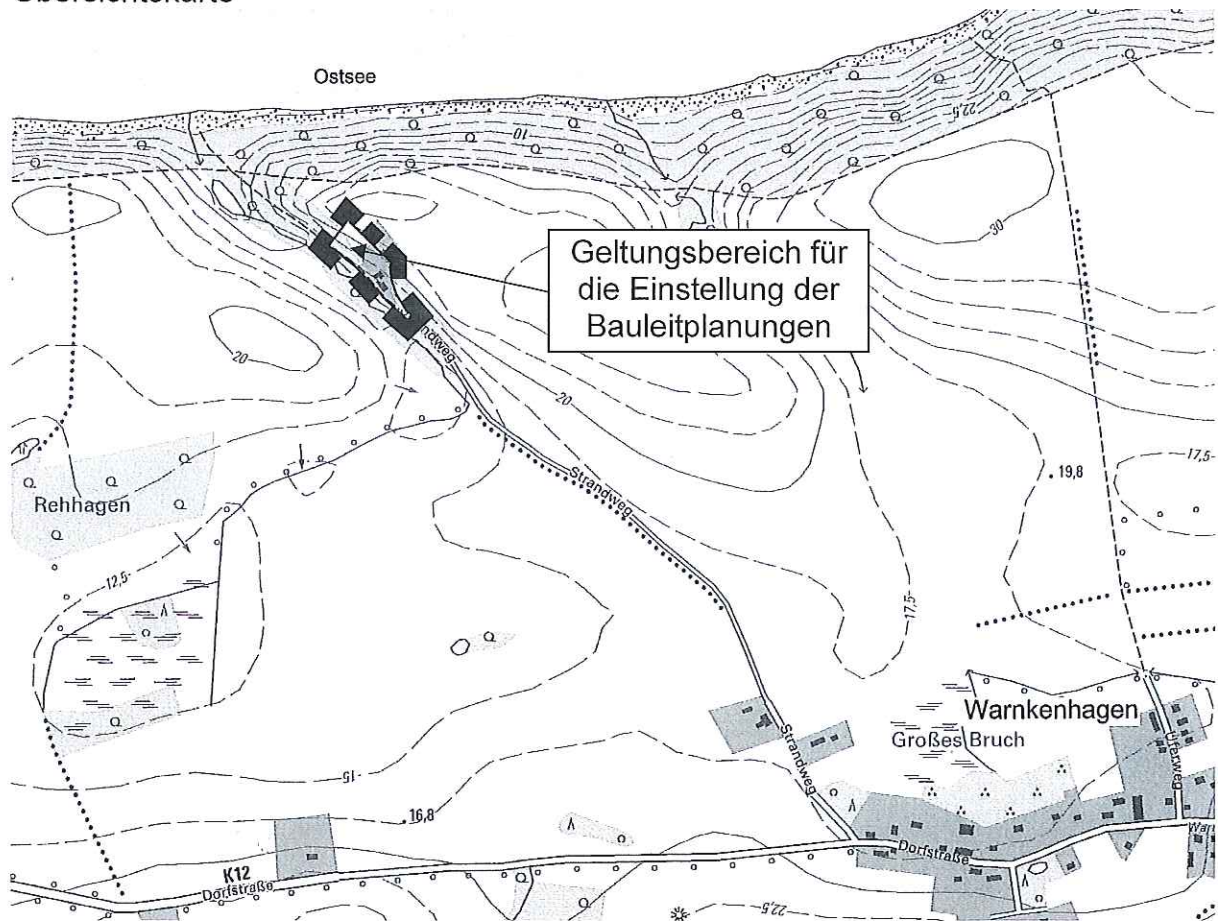 Übersichtskarte
Ostsee
10
22,5
30
Geltungsbereich für
die Einstellung der
Bauleitplanungen
20
ndweg
20
Strandweg
19,8
17,5
Rehhagen
12,5
17,5
Warnkenhagen
Großes Bruch
Uferweg
Strandweg
15
16,8
K12
Dorfstraße
Dorfstraße
22,5